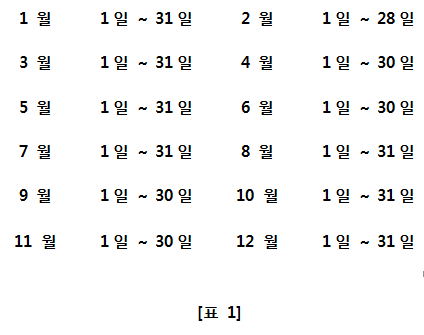 1 월 1 일 ~ 31 일 2 월 1 일 ~ 28 일
3 월 1 일 ~ 31 일 4 월 1 일 ~ 30 일
5 월 1 일 ~ 31 일 6 월 1 일 ~ 30 일
7 월 1 일 ~ 31 일 8 월 1 일 ~ 31 일
9 월 1 일 ~ 30 일 10 월 1 일 ~ 31 일
11 월 1 일 ~ 30 일 12 월 1 일 ~ 31 일
[표 1]